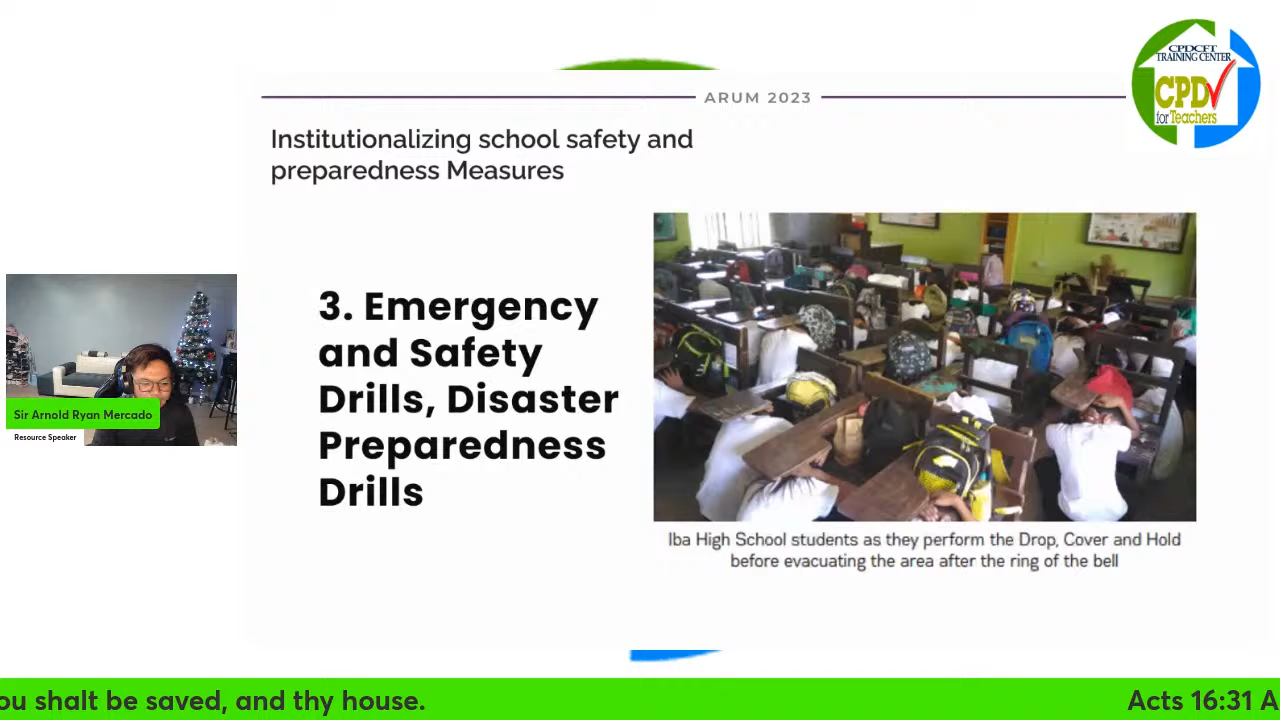 CPDCFT
TRAINING CENTER
CPD
for Teachers
ARUM 2023
Institutionalizing school safety and
preparedness Measures
3. Emergency
and Safety
Drills, Disaster
Preparedness
Drills
Sir Arnold Ryan Mercado
Resource Speaker
Iba High School students as they perform the Drop, Cover and Hold
before evacuating the area after the ring of the bell
ou shalt be saved, and thy house.
Acts 16:31 A